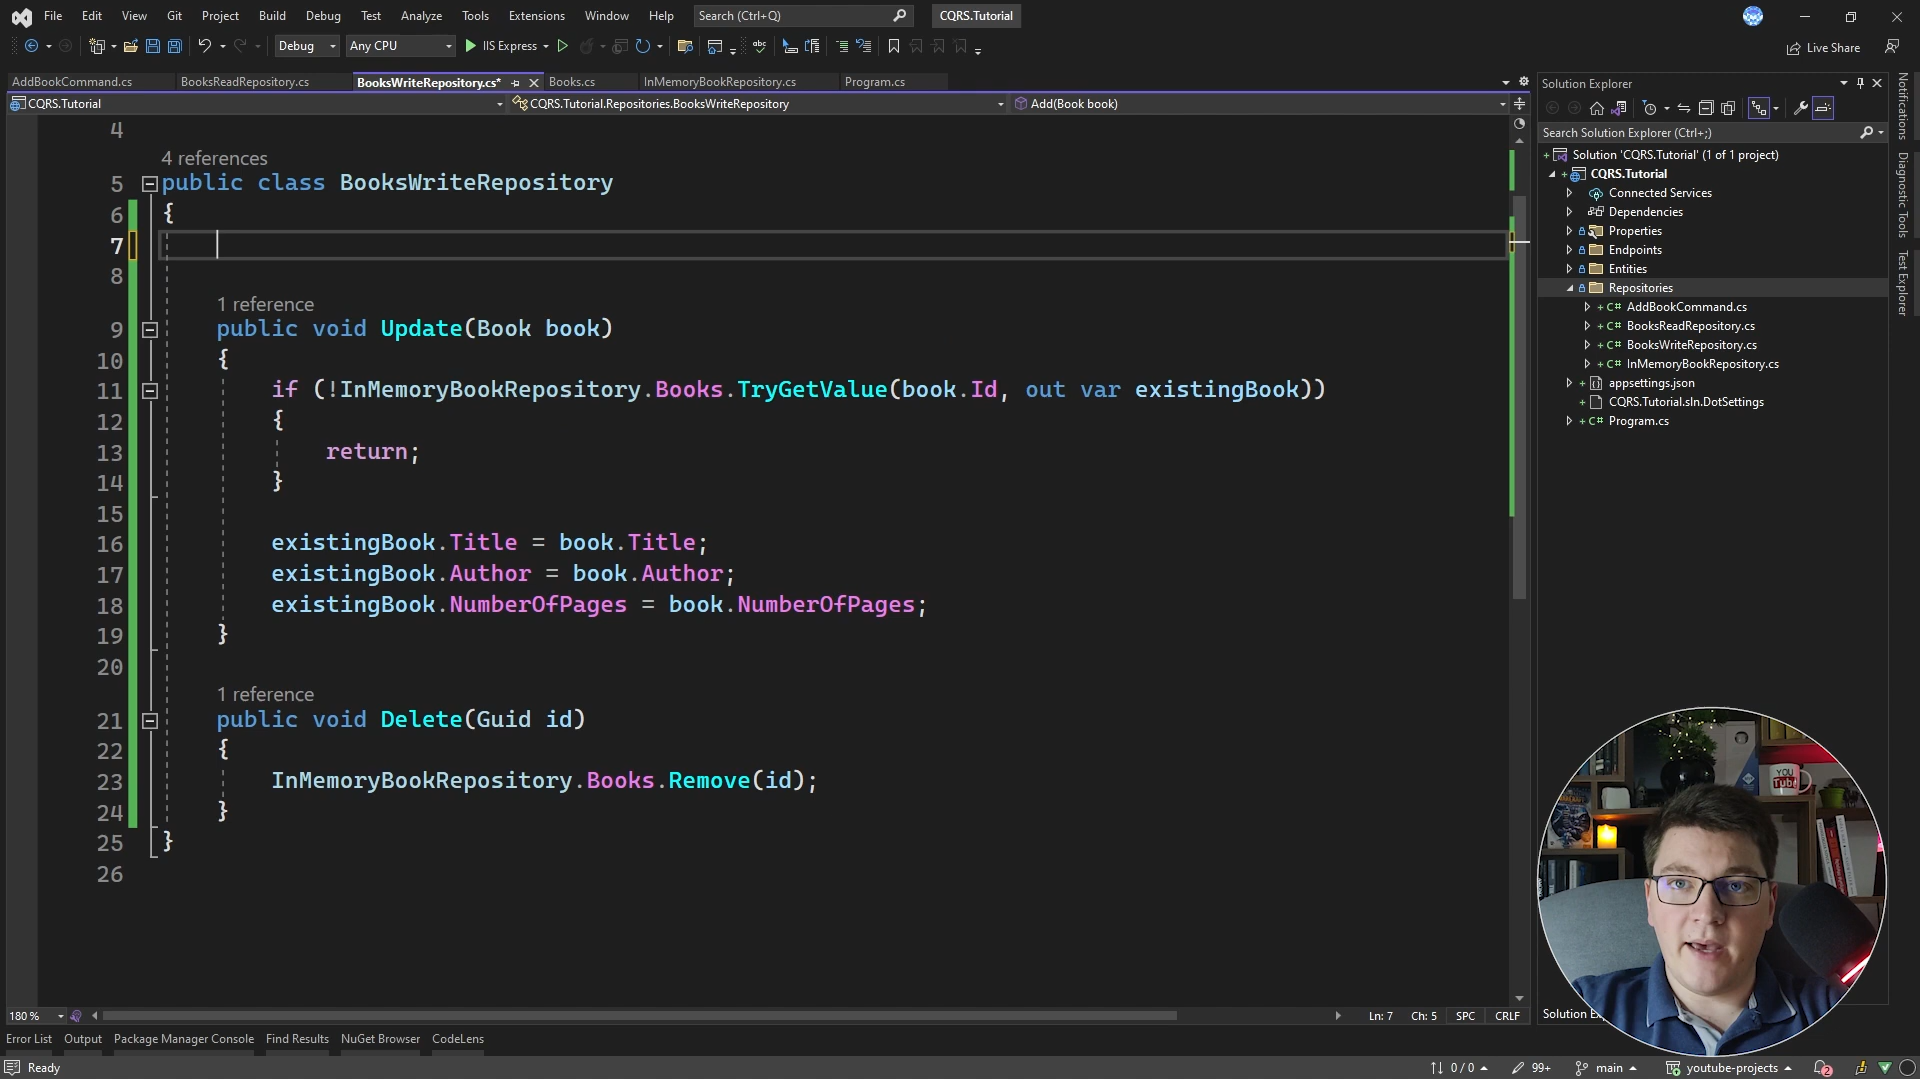 File Edit View Git Project Build Debug Test Analyze Tools Extensions Window Help Search (Ctrl+Q) CQRS.Tutorial
Debug Any CPU IIS Express Live Share
AddBookCommand.cs BooksReadRepository.cs BooksWriteRepository.cs* Books.cs InMemoryBookRepository.cs Program.cs
CQRS.Tutorial CQRS.Tutorial.Repositories.BooksWriteRepository Add(Book book)
4
4 references
5 public class BooksWriteRepository
6 {
7
8
1 reference
9 public void Update(Book book)
10 {
11 if (!InMemoryBookRepository.Books.TryGetValue(book.Id, out var existingBook))
12 {
13 return;
14 }
15
16 existingBook.Title = book.Title;
17 existingBook.Author = book.Author;
18 existingBook.NumberOfPages = book.NumberOfPages;
19 }
20
1 reference
21 public void Delete(Guid id)
22 {
23 InMemoryBookRepository.Books.Remove(id);
24 }
25 }
26
180 % Ln: 7 Ch: 5 SPC CRLF
Error List Output Package Manager Console Find Results NuGet Browser CodeLens
Ready 0 / 0 99+ main youtube-projects 2
Solution Explorer
Search Solution Explorer (Ctrl+;)
Solution 'CQRS.Tutorial' (1 of 1 project)
CQRS.Tutorial
Connected Services
Dependencies
Properties
Endpoints
Entities
Repositories
C# AddBookCommand.cs
C# BooksReadRepository.cs
C# BooksWriteRepository.cs
C# InMemoryBookRepository.cs
appsettings.json
CQRS.Tutorial.sln.DotSettings
C# Program.cs
Notifications
Diagnostic Tools
Test Explorer
YOU
Tube